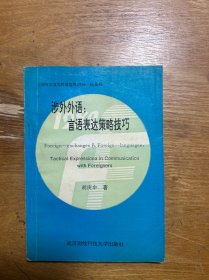 涉外外语：
言语表达策略技巧
Foreign-exchanges & Foreign-languages:
Tactical Expressions in Communication
with Foreigners
著
武汉测绘科技大学出版社